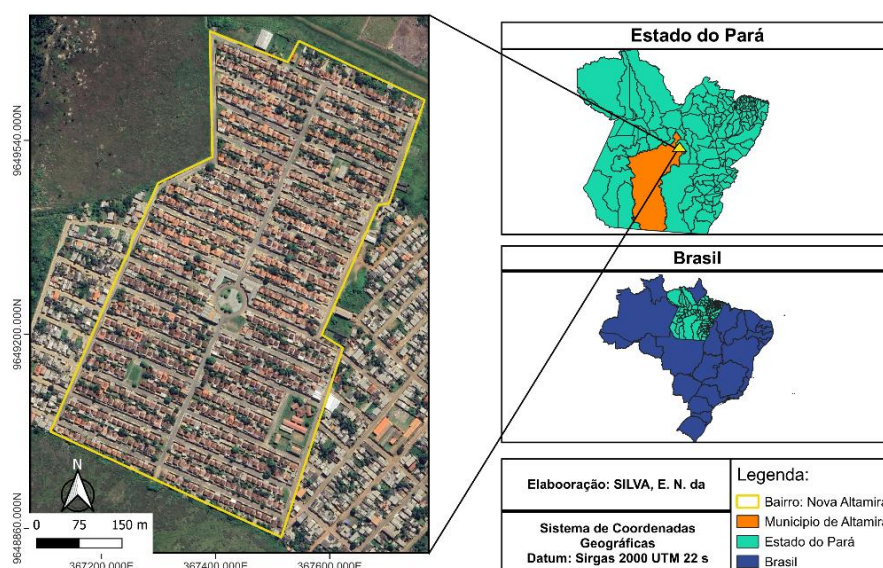 Estado do Pará
Brasil
Elabooração: SILVA, E. N. da
Sistema de Coordenadas
Geográficas
Datum: Sirgas 2000 UTM 22 s
Legenda:
Bairro: Nova Altamira
Municipio de Altamira
Estado do Pará
Brasil
9649540.000N
9649200.000N
9648860.000N
N
0 75 150 m
367200.000E 367400.000E 367600.000E